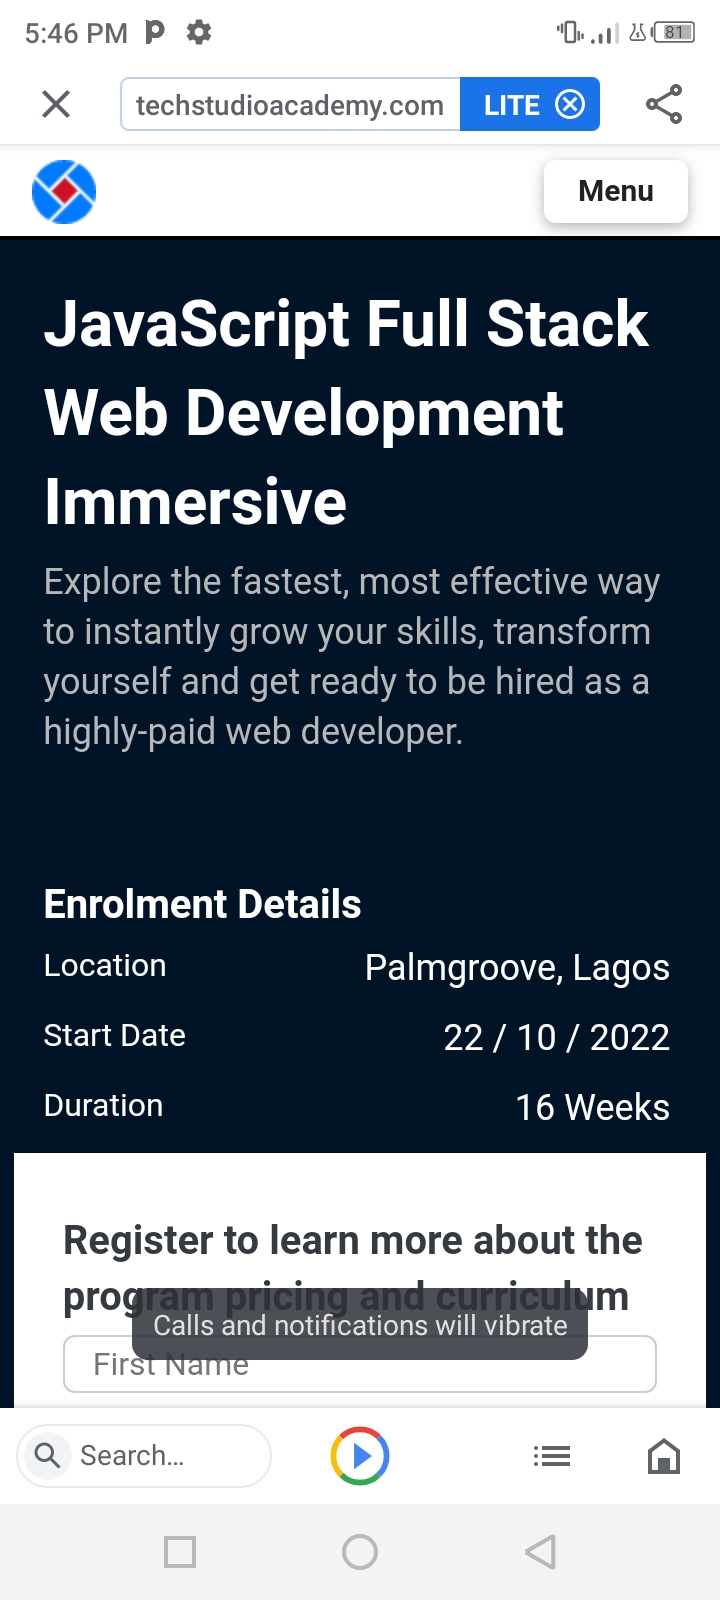 5:46 PM
81
techstudioacademy.com
LITE
Menu
JavaScript Full Stack
Web Development
Immersive
Explore the fastest, most effective way
to instantly grow your skills, transform
yourself and get ready to be hired as a
highly-paid web developer.
Enrolment Details
Location Palmgroove, Lagos
Start Date 22 / 10 / 2022
Duration 16 Weeks
Register to learn more about the
program pricing and curriculum
Calls and notifications will vibrate
First Name
Search...